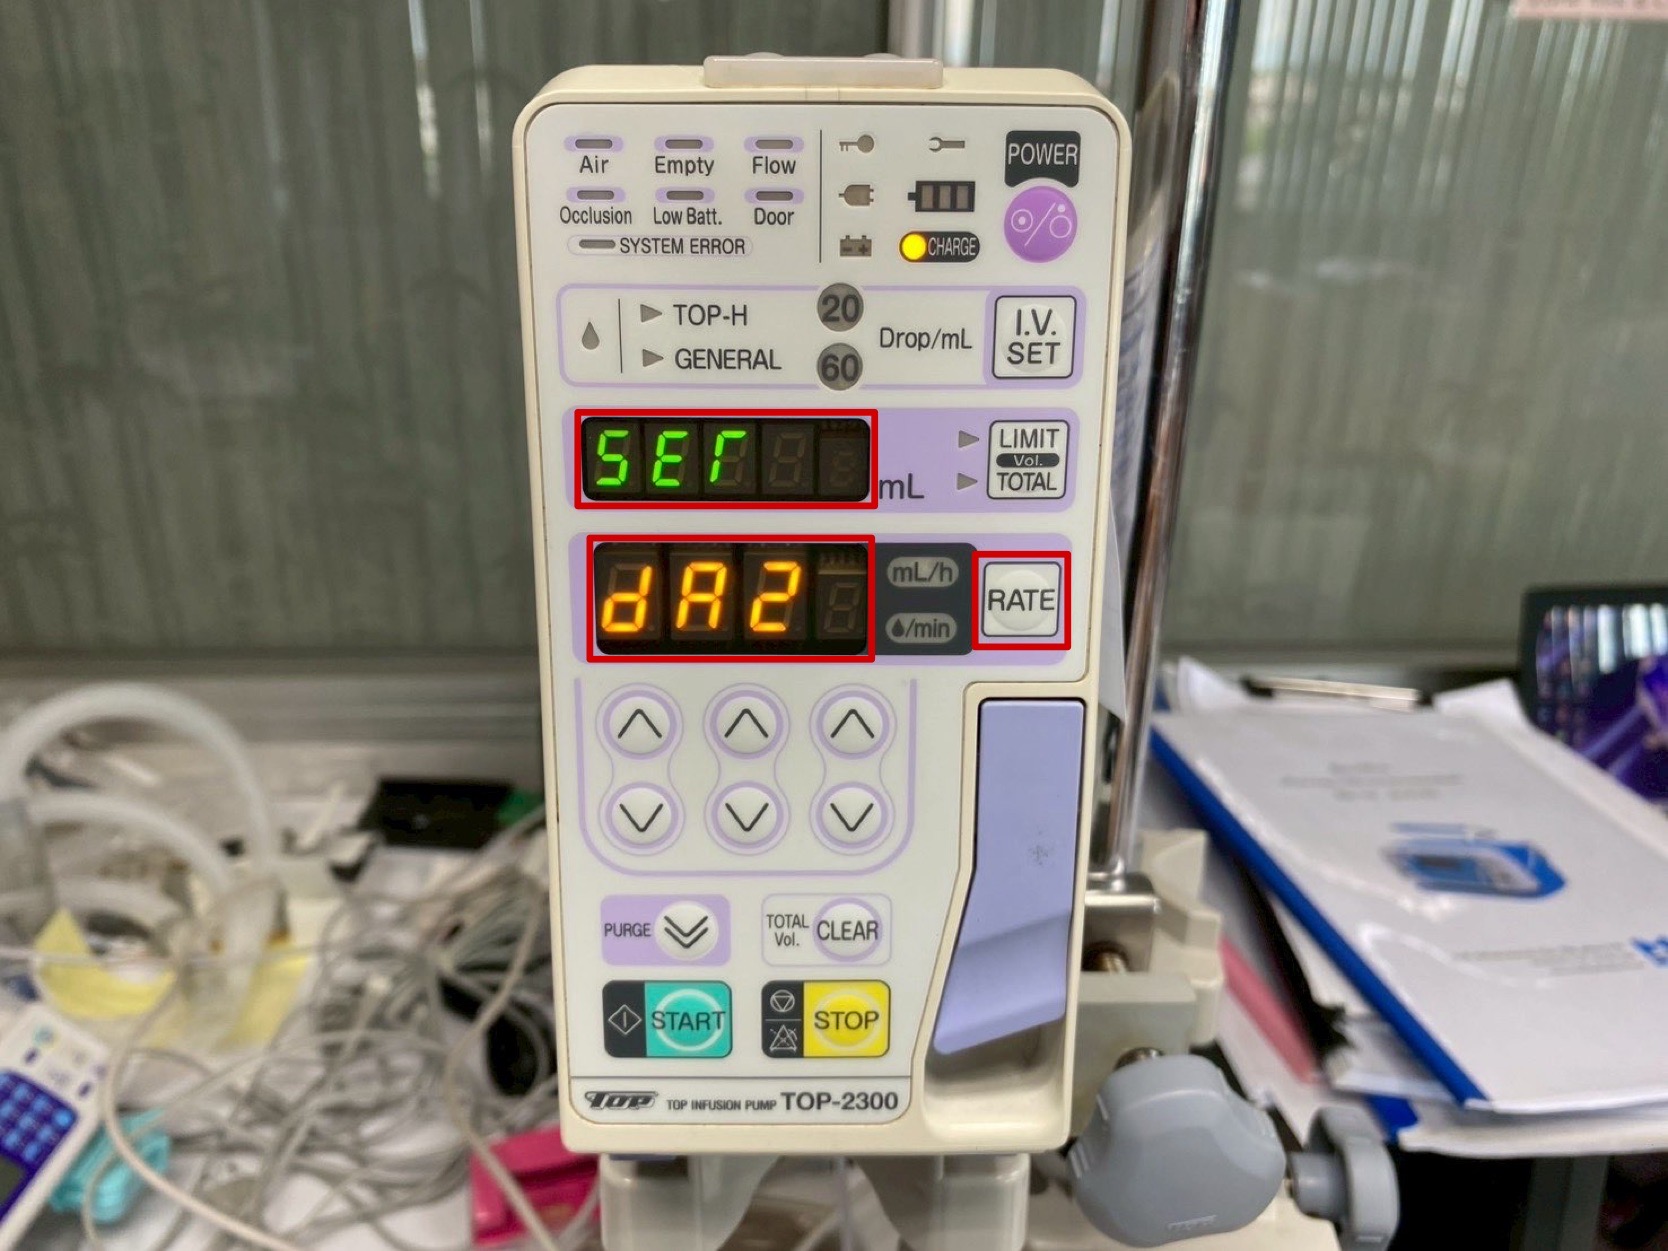 POWER
Air Empty Flow
Occlusion Low Batt. Door
SYSTEM ERROR
CHARGE
TOP-H 20
GENERAL 60
Drop/mL
I.V.
SET
SET mL
LIMIT
Vol.
TOTAL
dA2
mL/h
/min
RATE
PURGE
TOTAL
Vol.
CLEAR
START
STOP
TOP TOP INFUSION PUMP TOP-2300